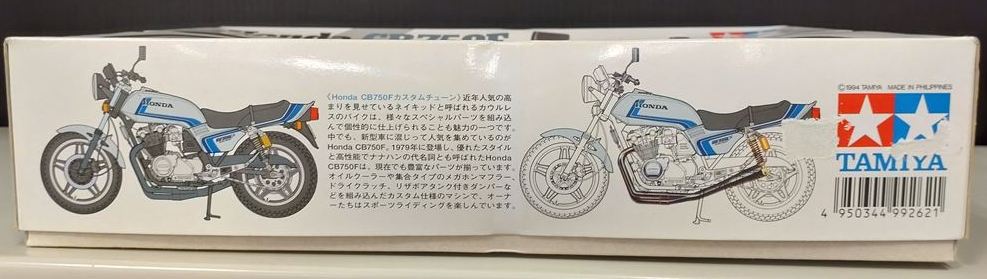 Honda CB750F
《Honda CB750Fカスタムチューン》近年人気の高
まりを見せているネイキッドと呼ばれるカウルレ
スのバイクは、様々なスペシャルパーツを組み込
んで個性的に仕上げられることも魅力の一つです。
中でも、新型車に混じって人気を集めているのが
Honda CB750F。1979年に登場し、優れたスタイル
と高性能でナナハンの代名詞とも呼ばれたHonda
CB750Fは、現在でも豊富なパーツが揃っています。
オイルクーラーや集合タイプのメガホンマフラー、
ドライクラッチ、リザボアタンク付きダンパーな
どを組み込んだカスタム仕様のマシンで、オーナ
ーたちはスポーツライディングを楽しんでいます。
HONDA
HONDA
©1994 TAMIYA MADE IN PHILIPPINES
TAMIYA
4 950344 992621